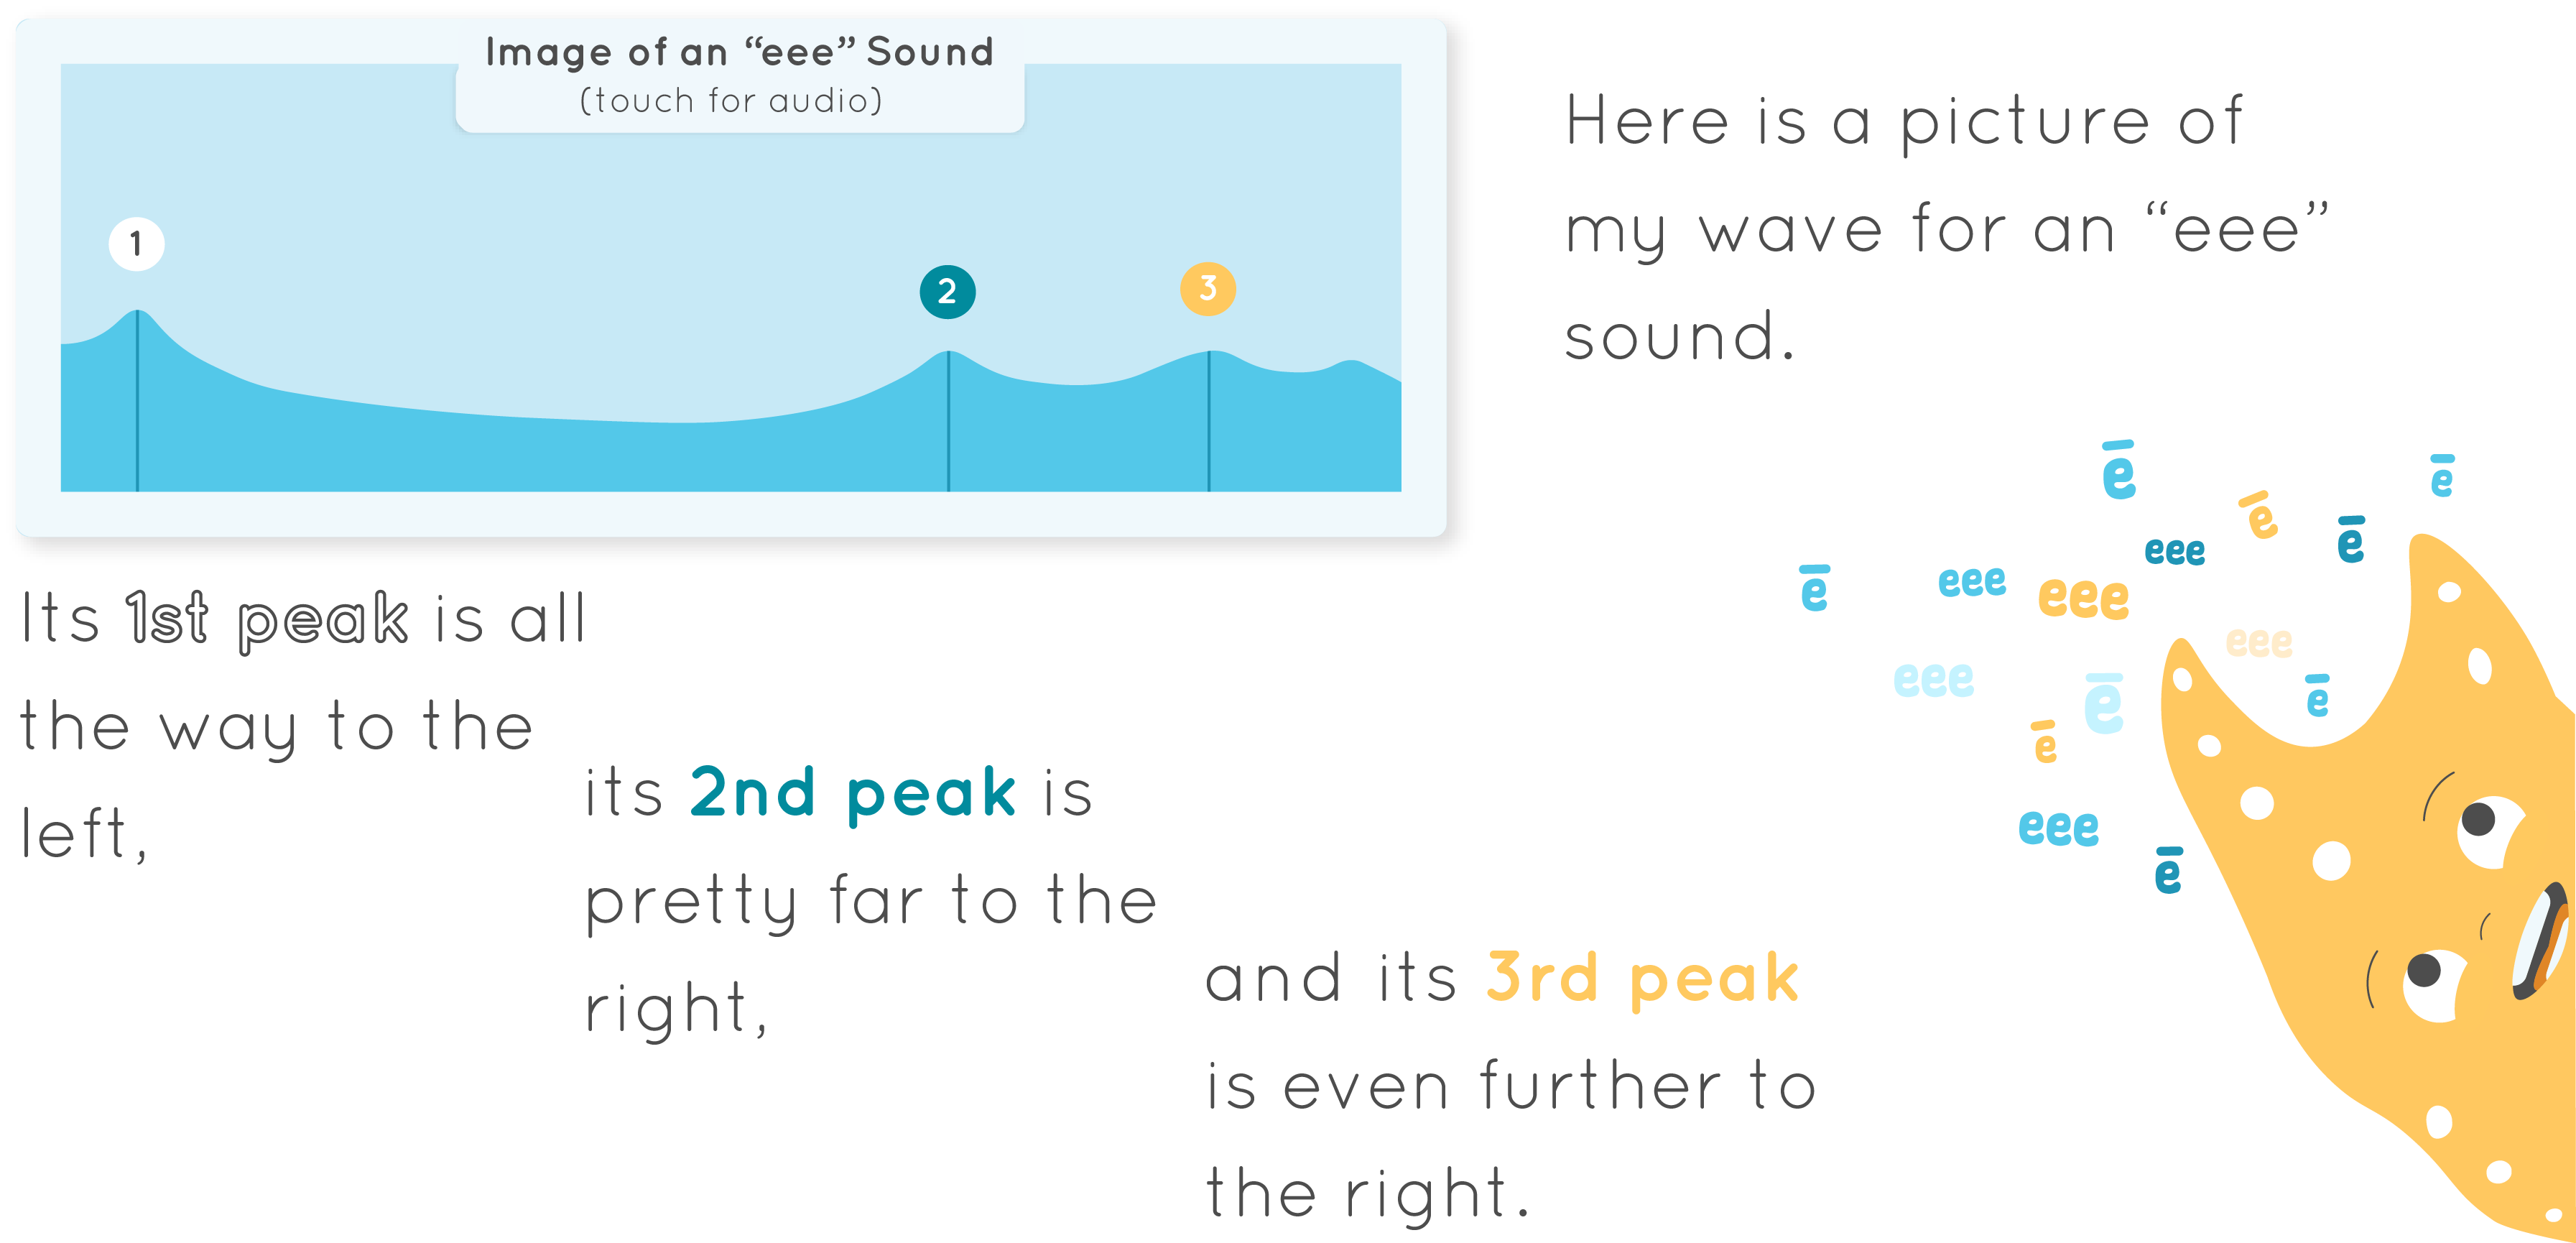 Image of an “eee” Sound
(touch for audio)
1
2
3
Here is a picture of
my wave for an “eee”
sound.
Its 1st peak is all
the way to the
left,
its 2nd peak is
pretty far to the
right,
and its 3rd peak
is even further to
the right.
ē
ē
ē
ē
eee
ē
eee
eee
eee
eee
ē
ē
ē
eee
ē